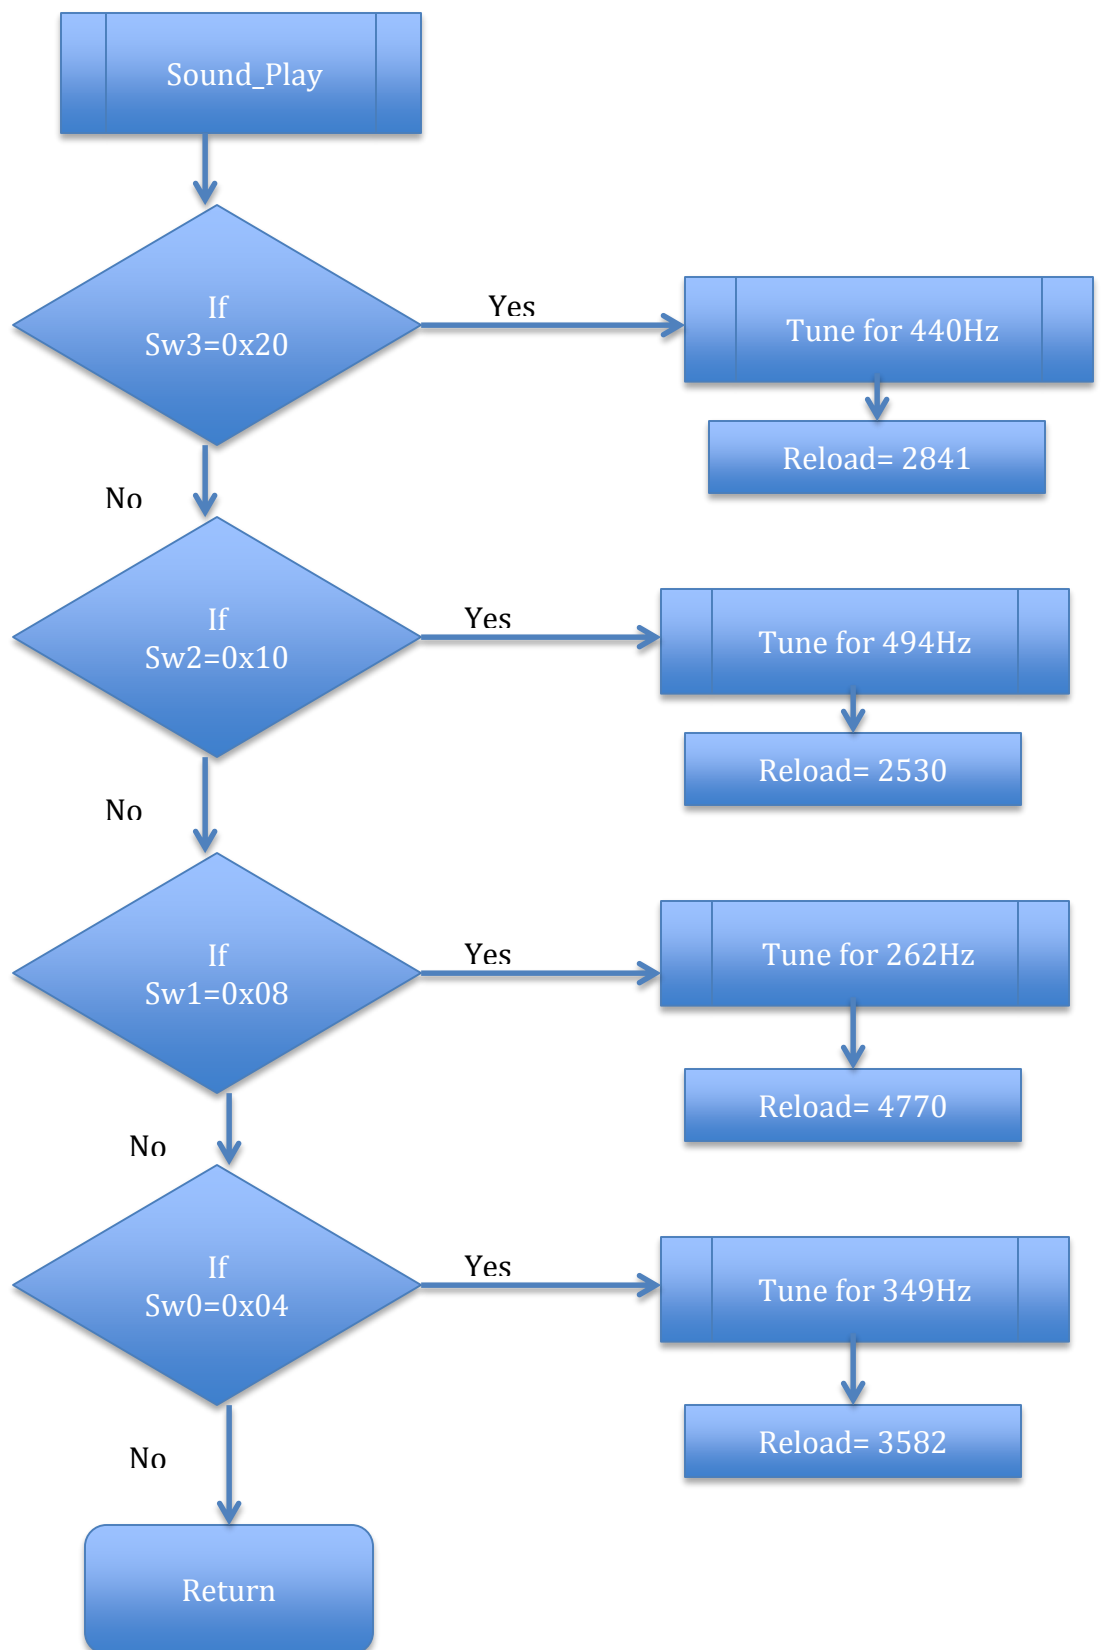 Sound_Play
If
Sw3=0x20
Yes
Tune for 440Hz
Reload= 2841
No
If
Sw2=0x10
Yes
Tune for 494Hz
Reload= 2530
No
If
Sw1=0x08
Yes
Tune for 262Hz
Reload= 4770
No
If
Sw0=0x04
Yes
Tune for 349Hz
Reload= 3582
No
Return